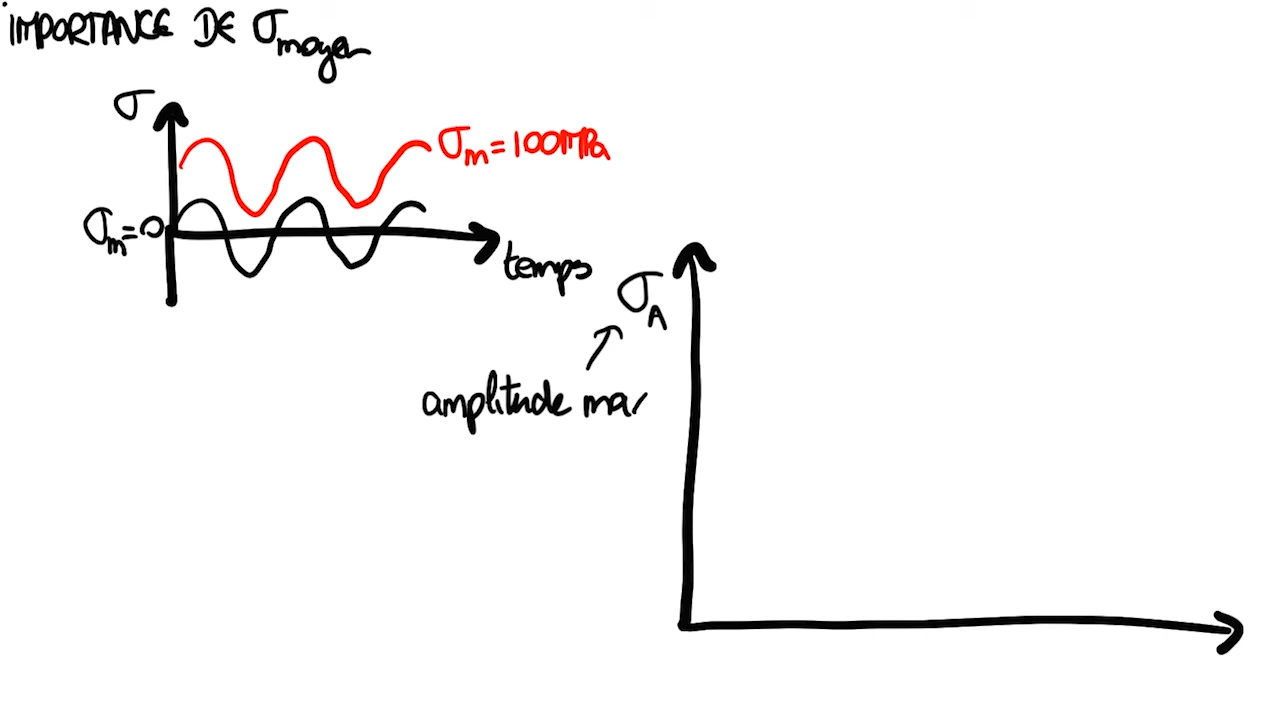 IMPORTANCE DE σmoyen
σ
σm=100MPa
σm=0
temps
σA
amplitude